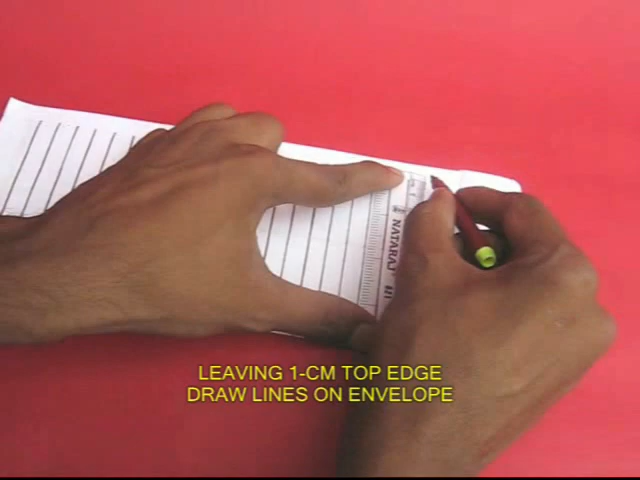 NATARAJ
LEAVING 1-CM TOP EDGE
DRAW LINES ON ENVELOPE